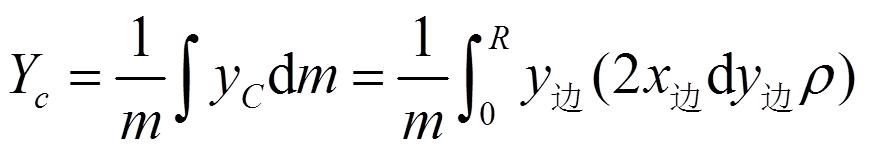 Y_c = \frac{1}{m} \int y_C \mathrm{d}m = \frac{1}{m} \int_0^R y_边 (2x_边 \mathrm{d}y_边 \rho)